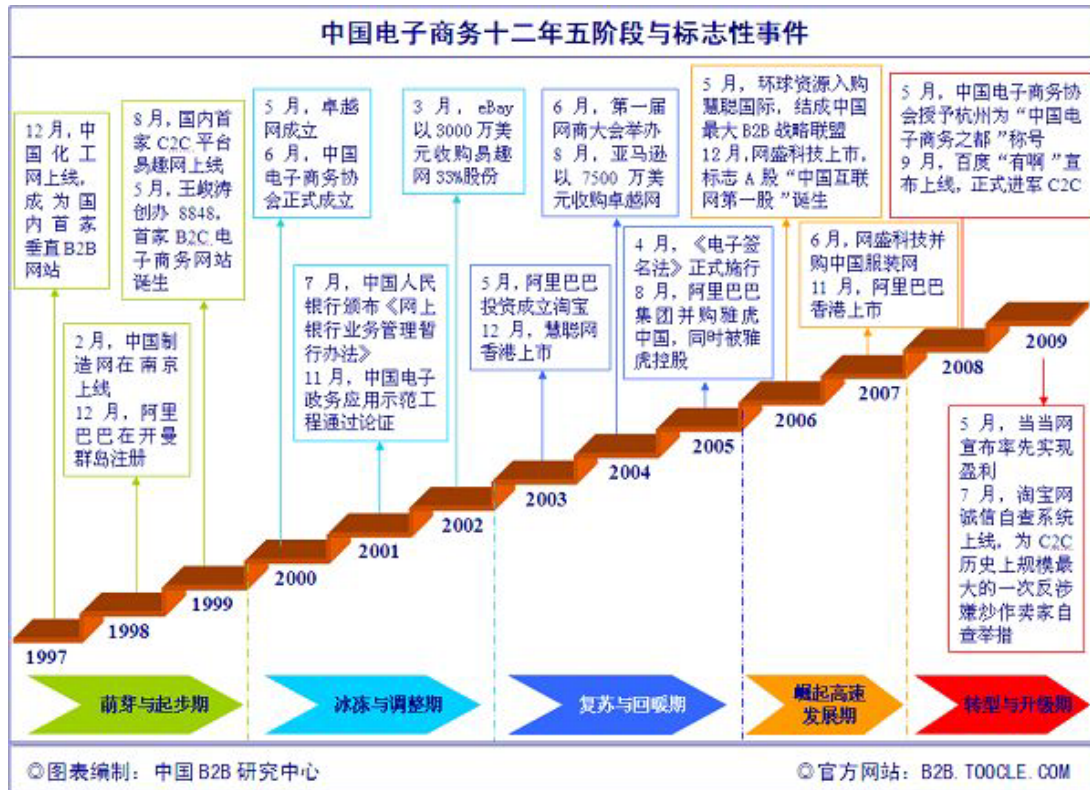 中国电子商务十二年五阶段与标志性事件
12月，中
国化工
网上线，
成为国
内首家
垂直B2B
网站
8月，国内首
家C2C平台
易趣网上线
5月，王峻涛
创办 8848，
首家B2C电
子商务网站
诞生
2月，中国制
造网在南京
上线
12月，阿里
巴巴在开曼
群岛注册
5月，卓越
网成立
6月，中国
电子商务协
会正式成立
7月，中国人民
银行颁布《网上
银行业务管理暂
行办法》
11月，中国电子
政务应用示范工
程通过论证
3月，eBay
以3000万美
元收购易趣
网33%股份
5月，阿里巴巴
投资成立淘宝
12月，慧聪网
香港上市
6月，第一届
网商大会举办
8月，亚马逊
以7500万美
元收购卓越网
4月，《电子签
名法》正式施行
8月，阿里巴巴
集团并购雅虎
中国，同时被雅
虎控股
5月，环球资源入购
慧聪国际，结成中国
最大B2B战略联盟
12月，网盛科技上市，
标志A股“中国互联
网第一股”诞生
6月，网盛科技并
购中国服装网
11月，阿里巴巴
香港上市
5月，中国电子商务协
会授予杭州为“中国电
子商务之都”称号
9月，百度“有啊”宣
布上线，正式进军C2C
5月，当当网
宣布率先实现
盈利
7月，淘宝网
诚信自查系统
上线，为C2C
历史上规模最
大的一次反涉
嫌炒作卖家自
查举措
1997
1998
1999
2000
2001
2002
2003
2004
2005
2006
2007
2008
2009
萌芽与起步期
冰冻与调整期
复苏与回暖期
崛起高速
发展期
转型与升级期
◎图表编制：中国B2B研究中心
◎官方网站：B2B.TOOCLE.COM